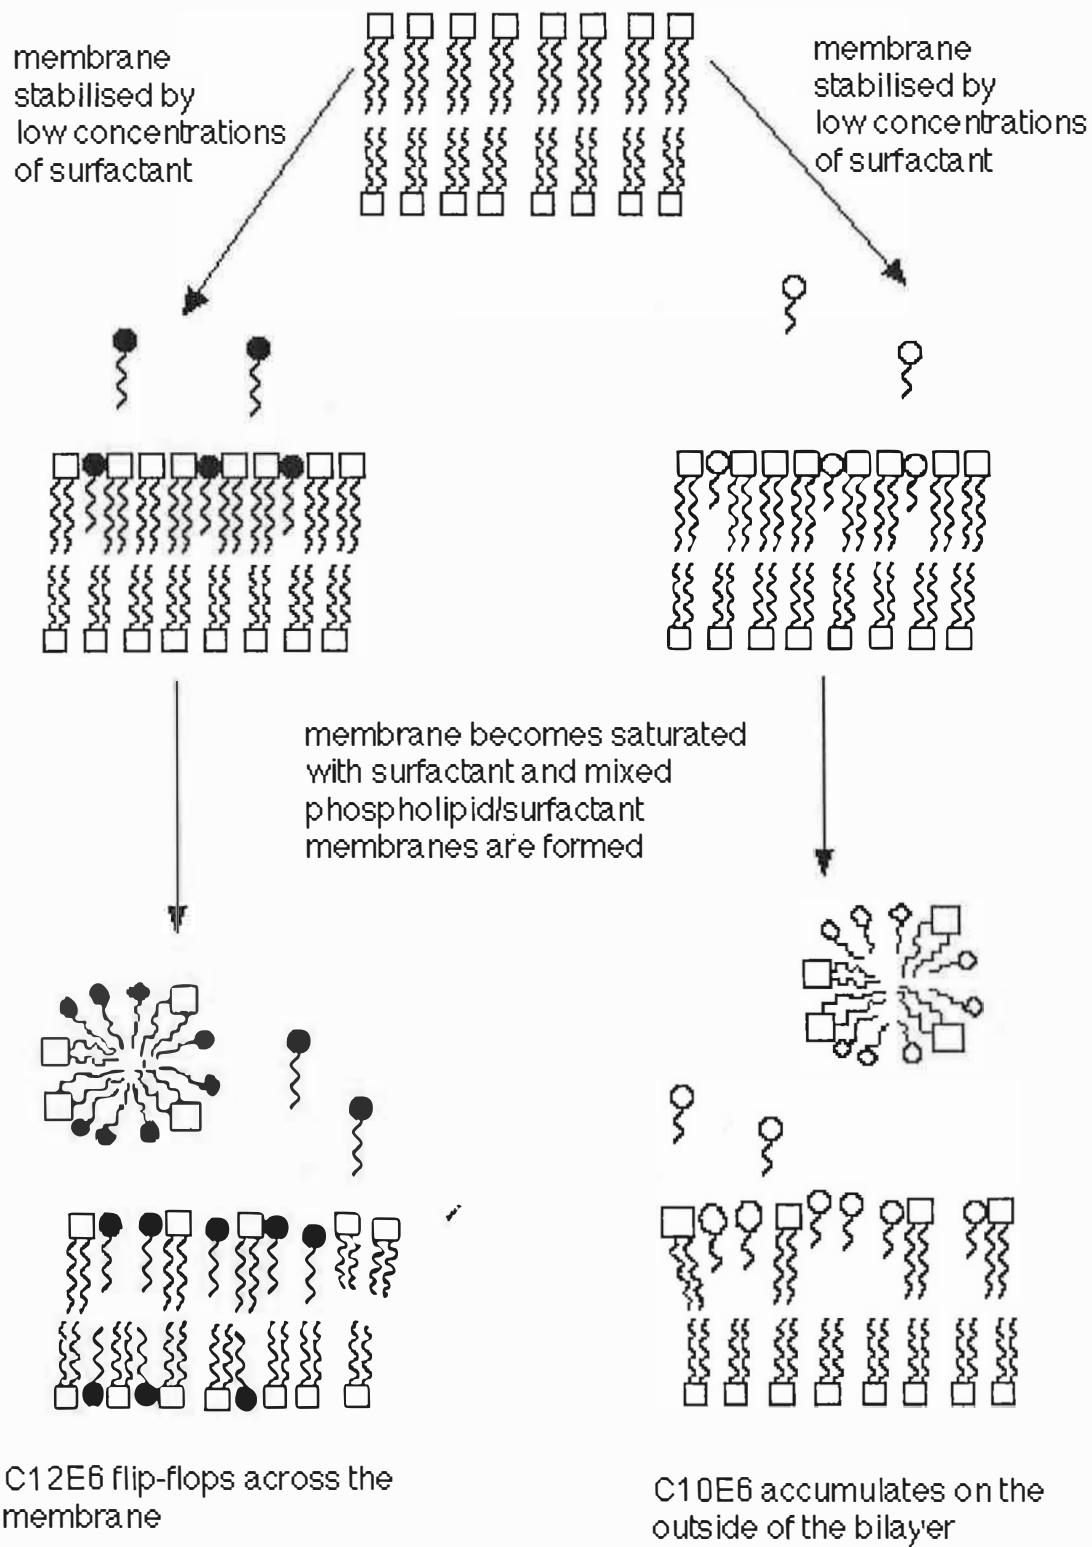 membrane
stabilised by
low concentrations
of surfactant
membrane
stabilised by
low concentrations
of surfactant
membrane becomes saturated
with surfactant and mixed
phospholipid/surfactant
membranes are formed
C12E6 flip-flops across the
membrane
C10E6 accumulates on the
outside of the bilayer